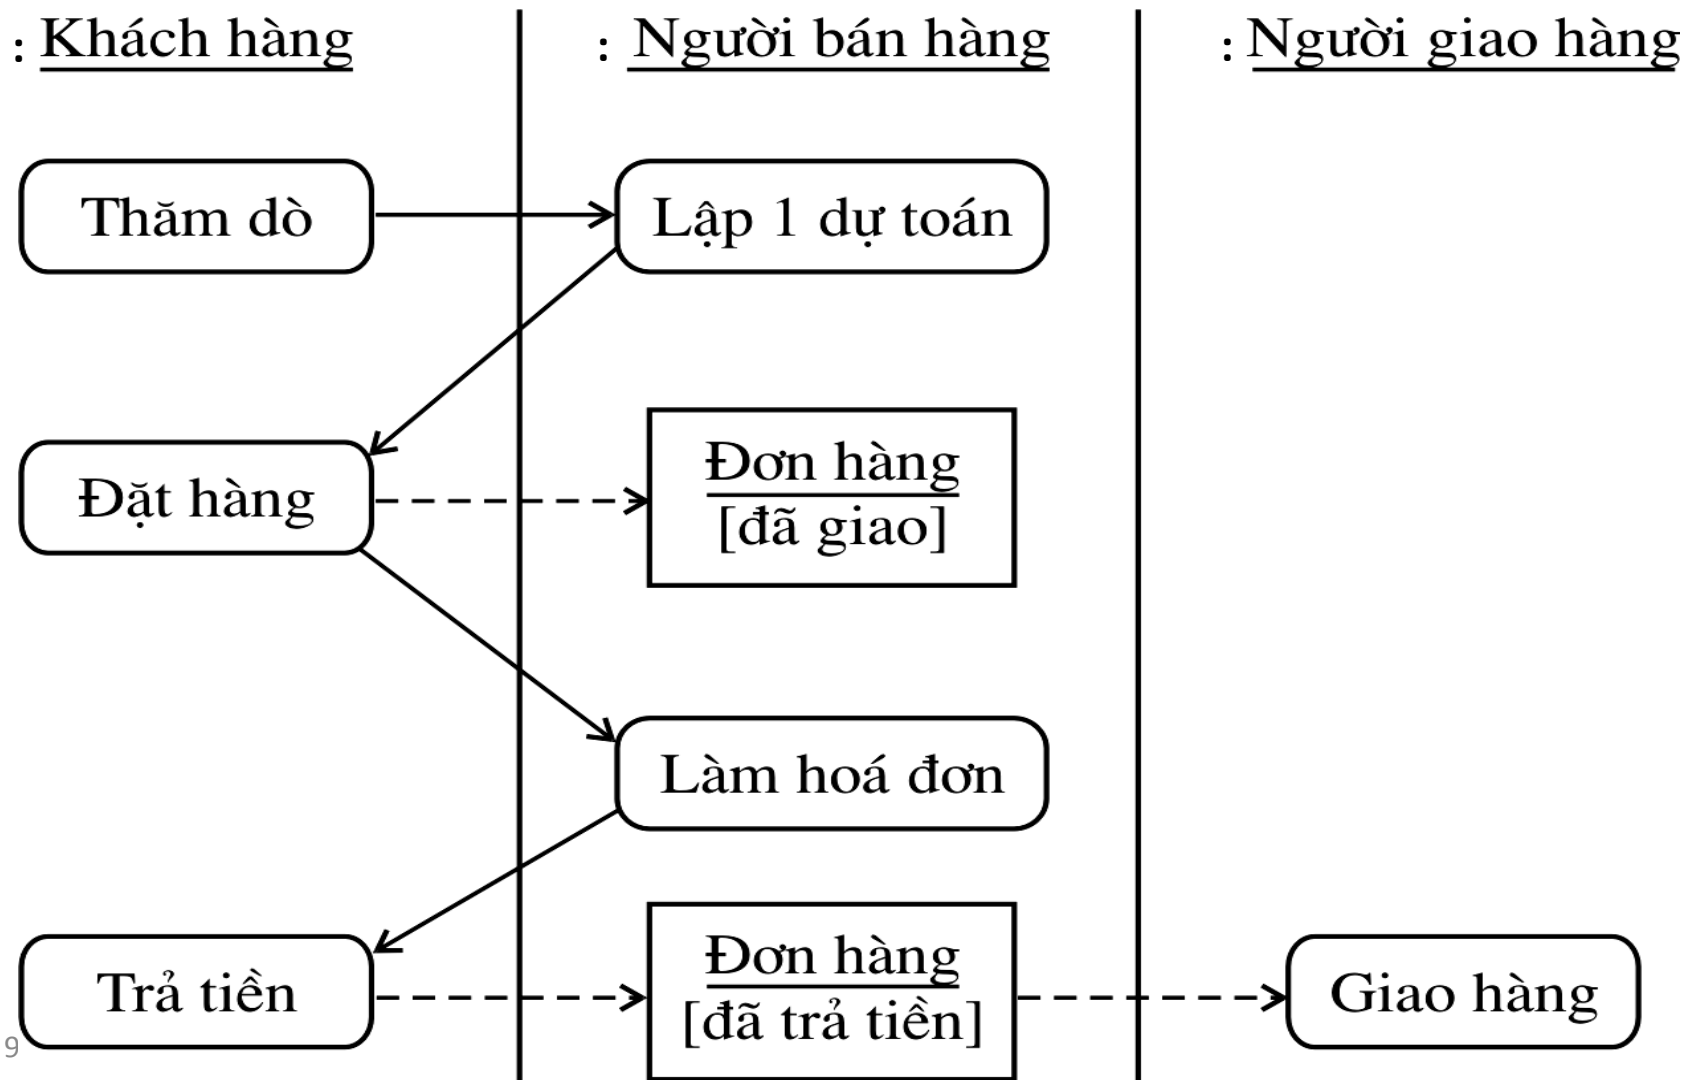 : Khách hàng
: Người bán hàng
: Người giao hàng
Thăm dò
Lập 1 dự toán
Đặt hàng
Đơn hàng
[đã giao]
Làm hoá đơn
Trả tiền
Đơn hàng
[đã trả tiền]
Giao hàng
9